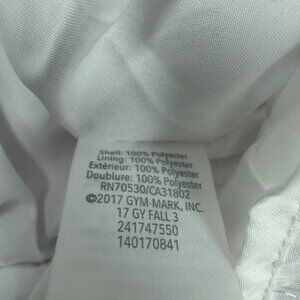 Shell: 100% Polyester
Lining: 100% Polyester
Extérieur: 100% Polyester
Doublure: 100% Polyester
RN70530/CA31802
©2017 GYM-MARK, INC.
17 GY FALL 3
241747550
140170841